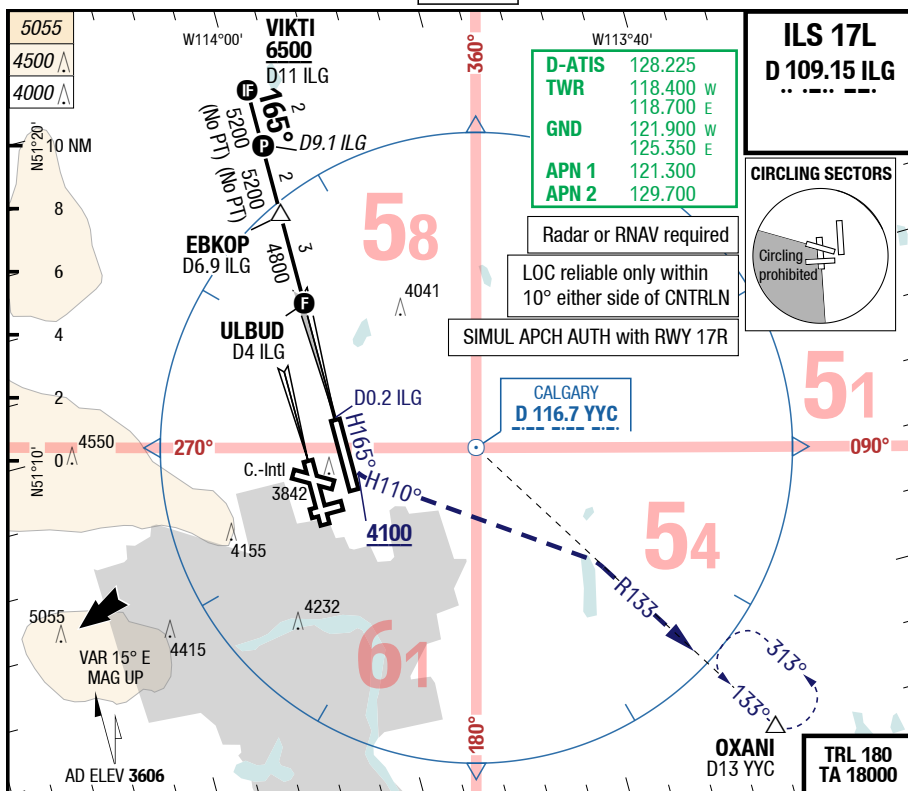 5055
4500
4000
W114°00'
VIKTI
6500
D11 ILG
360°
W113°40'
D-ATIS 128.225
TWR 118.400 W
118.700 E
GND 121.900 W
125.350 E
APN 1 121.300
APN 2 129.700
ILS 17L
D 109.15 ILG
CIRCLING SECTORS
Circling
prohibited
Radar or RNAV required
LOC reliable only within
10° either side of CNTRLN
SIMUL APCH AUTH with RWY 17R
N51°20'
10 NM
8
6
4
2
0
N51°10'
IF
165°
2
5200
(No PT)
P
D9.1 ILG
2
5200
(No PT)
EBKOP
D6.9 ILG
3
4800
F
ULBUD
D4 ILG
58
4041
51
D0.2 ILG
CALGARY
D 116.7 YYC
4550
270°
090°
H165°
C.-Intl
3842
H110°
4100
54
4155
R133
5055
4415
4232
61
VAR 15° E
MAG UP
313°
133°
180°
OXANI
D13 YYC
AD ELEV 3606
TRL 180
TA 18000